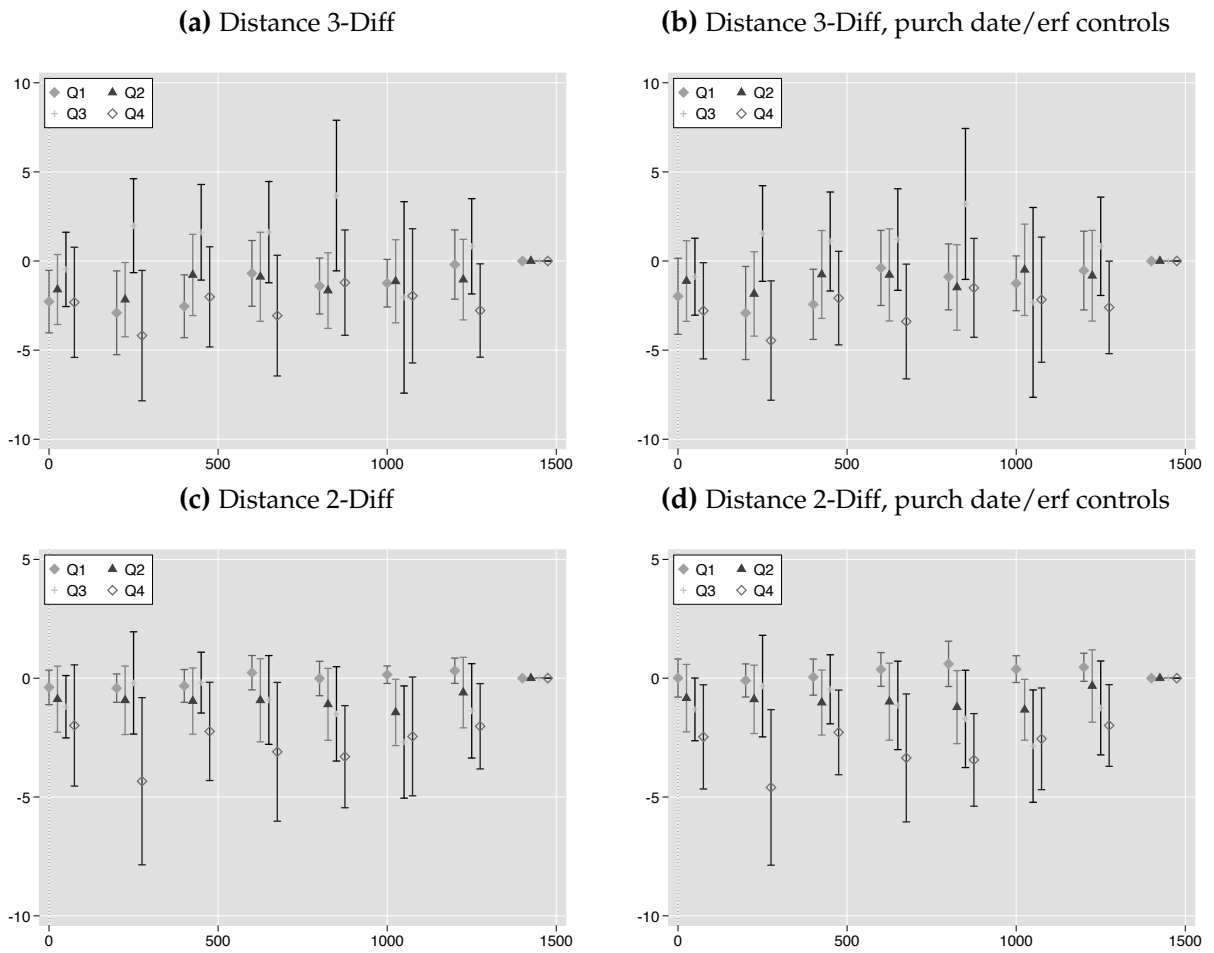 (a) Distance 3-Diff
(b) Distance 3-Diff, purch date/erf controls
10
5
0
-5
-10
0 500 1000 1500
Q1 Q2
Q3 Q4
10
5
0
-5
-10
0 500 1000 1500
Q1 Q2
Q3 Q4
(c) Distance 2-Diff
(d) Distance 2-Diff, purch date/erf controls
5
0
-5
-10
0 500 1000 1500
Q1 Q2
Q3 Q4
5
0
-5
-10
0 500 1000 1500
Q1 Q2
Q3 Q4